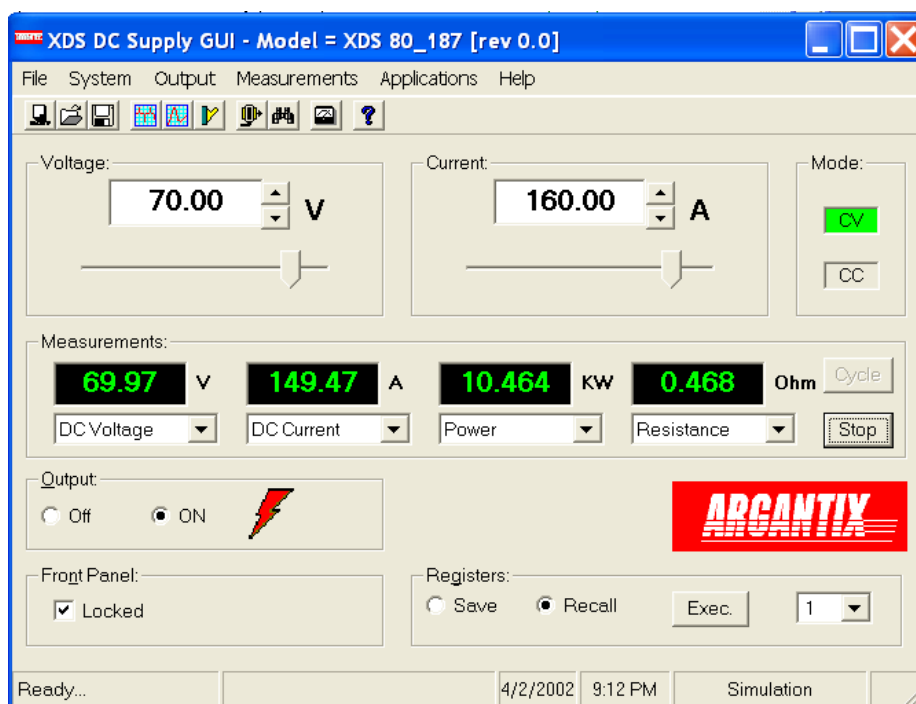 XDS DC Supply GUI - Model = XDS 80_187 [rev 0.0]
File System Output Measurements Applications Help
Voltage: Current: Mode:
70.00 V 160.00 A CV
CC
Measurements:
69.97 V 149.47 A 10.464 KW 0.468 Ohm Cycle
DC Voltage DC Current Power Resistance Stop
Output:
Off ON
ARGANTIX
Front Panel: Registers:
Locked Save Recall Exec. 1
Ready... 4/2/2002 9:12 PM Simulation